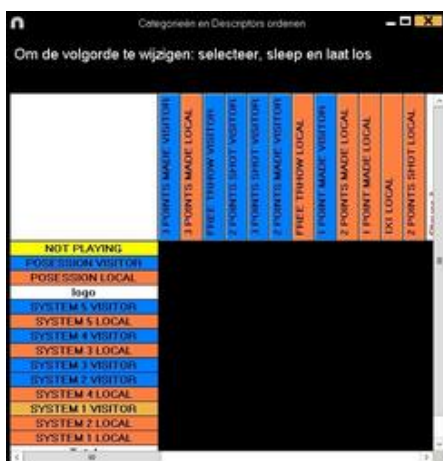 Categorieën en Descriptors ordenen
Om de volgorde te wijzigen: selecteer, sleep en laat los
3 POINTS MADE VISITOR
3 POINTS MADE LOCAL
FREE TRHOW VISITOR
2 POINTS SHOT VISITOR
3 POINTS SHOT VISITOR
2 POINTS MADE VISITOR
FREE TRHOW LOCAL
1 POINT MADE VISITOR
2 POINTS MADE LOCAL
1 POINT MADE LOCAL
1X1 LOCAL
2 POINTS SHOT LOCAL
NOT PLAYING
POSESSION VISITOR
POSESSION LOCAL
logo
SYSTEM 5 VISITOR
SYSTEM 5 LOCAL
SYSTEM 4 VISITOR
SYSTEM 3 LOCAL
SYSTEM 3 VISITOR
SYSTEM 2 VISITOR
SYSTEM 4 LOCAL
SYSTEM 1 VISITOR
SYSTEM 2 LOCAL
SYSTEM 1 LOCAL